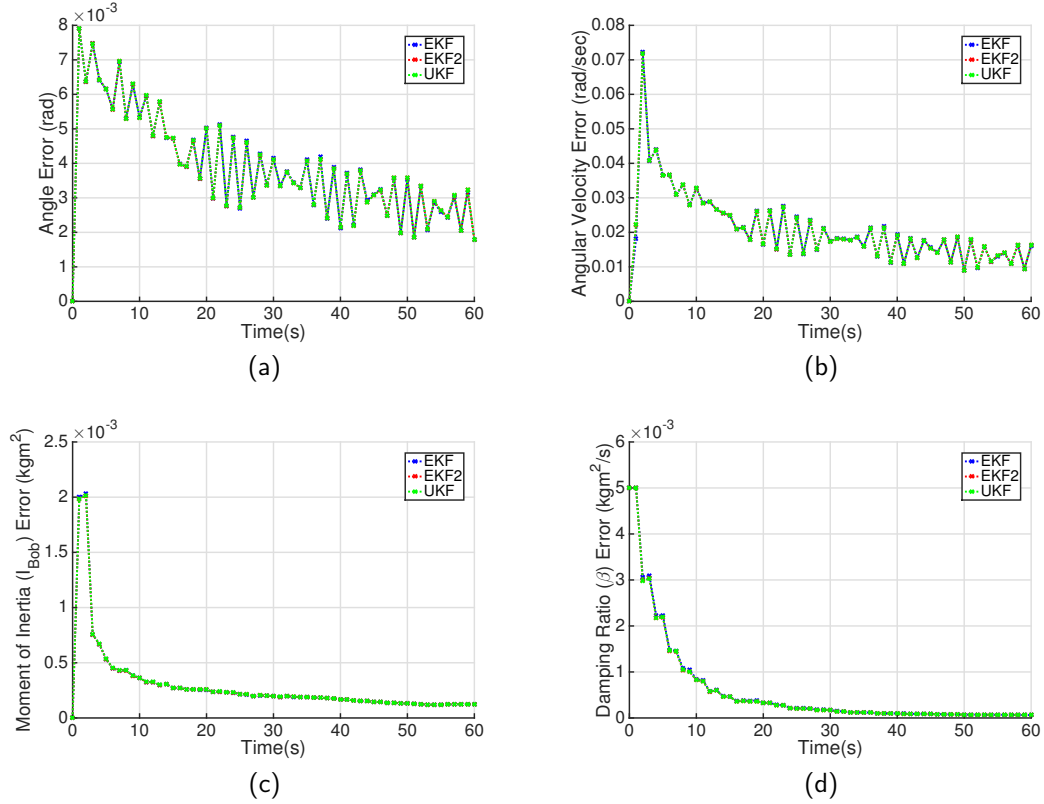 ×10⁻³
8
7
6
5
4
3
2
1
0
Angle Error (rad)
EKF
EKF2
UKF
0 10 20 30 40 50 60
Time(s)
(a)
0.08
0.07
0.06
0.05
0.04
0.03
0.02
0.01
0
Angular Velocity Error (rad/sec)
EKF
EKF2
UKF
0 10 20 30 40 50 60
Time(s)
(b)
×10⁻³
2.5
2
1.5
1
0.5
0
Moment of Inertia (I_Bob) Error (kgm²)
EKF
EKF2
UKF
0 10 20 30 40 50 60
Time(s)
(c)
×10⁻³
6
5
4
3
2
1
0
Damping Ratio (β) Error (kgm²/s)
EKF
EKF2
UKF
0 10 20 30 40 50 60
Time(s)
(d)